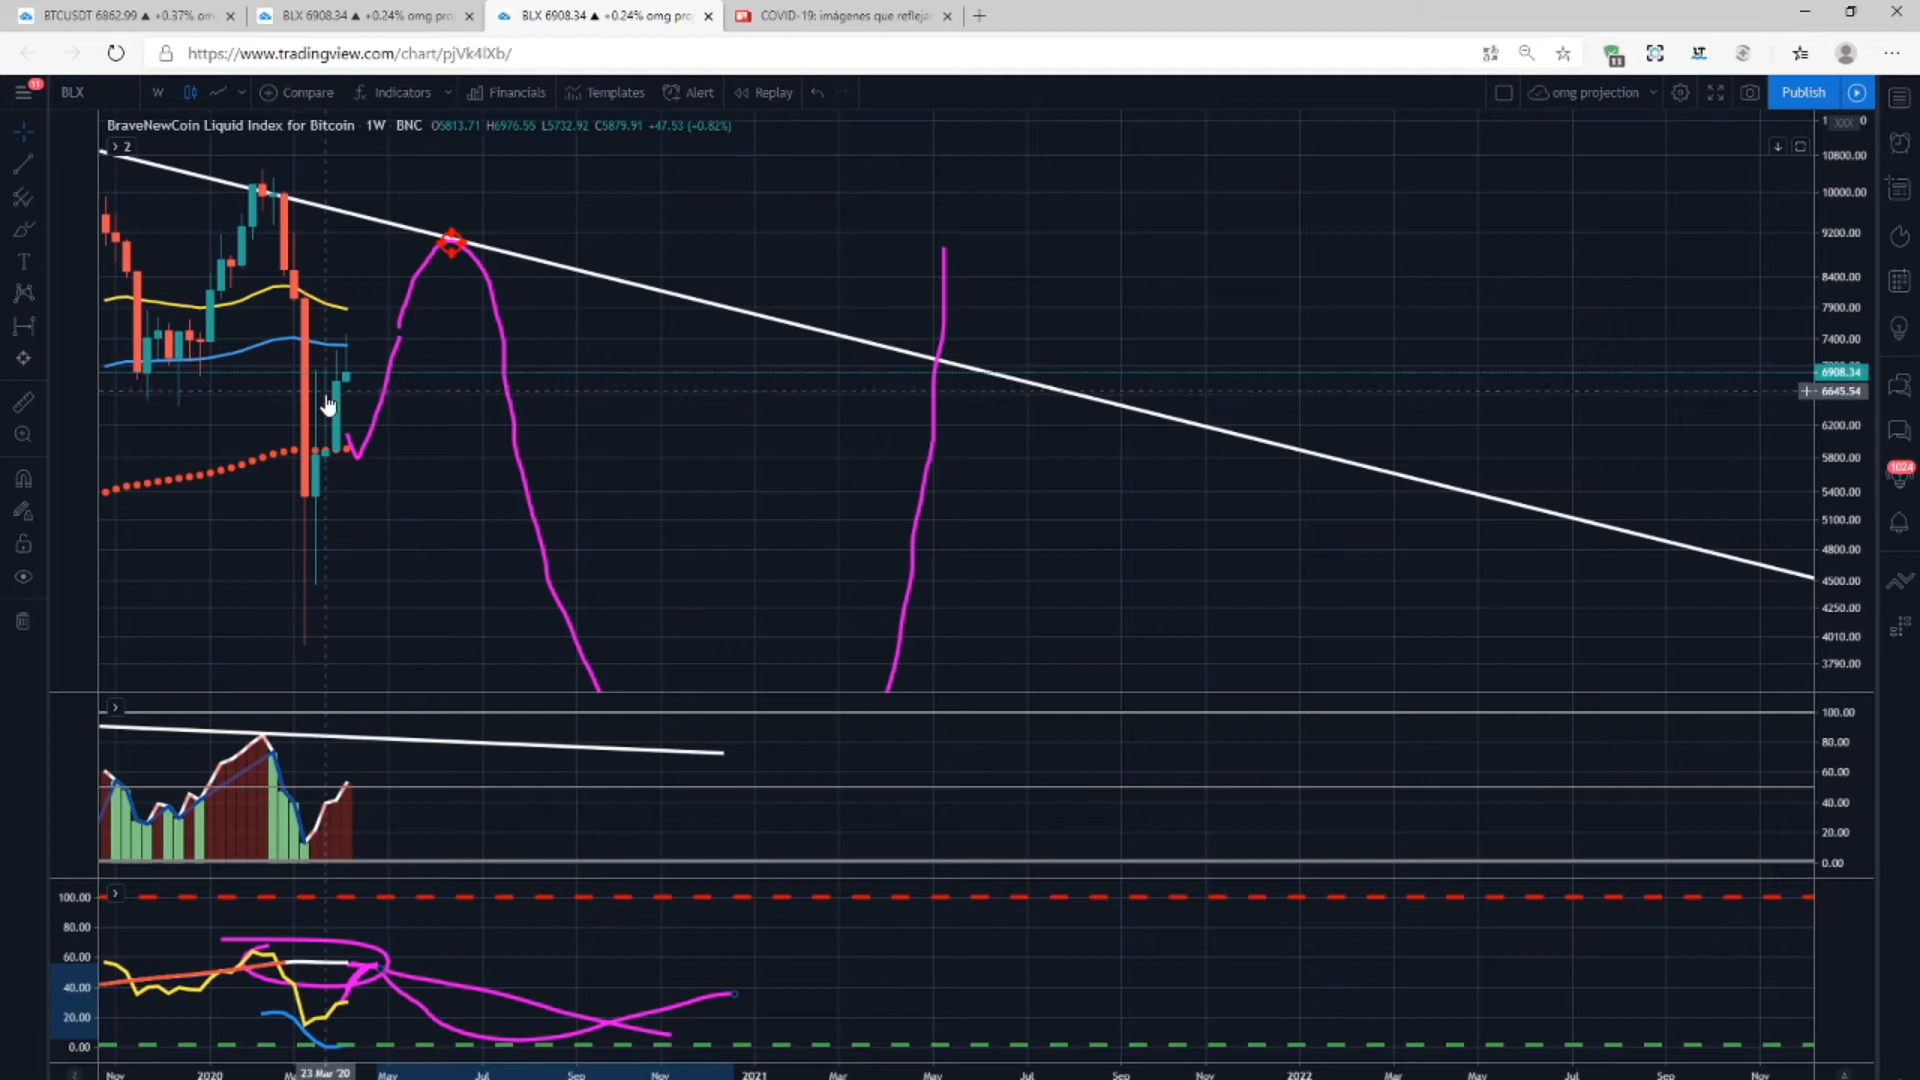 BTCUSDT 6862.99 ▲ +0.37% om
BLX 6908.34 ▲ +0.24% omg pro
BLX 6908.34 ▲ +0.24% omg pro
COVID-19: imágenes que refleja
https://www.tradingview.com/chart/pjVk4lXb/
13
11
BLX
W
Compare
Indicators
Financials
Templates
Alert
Replay
omg projection
Publish
BraveNewCoin Liquid Index for Bitcoin · 1W · BNC O5813.71 H6976.55 L5732.92 C5879.91 +47.53 (+0.82%)
2
XXX
10800.00
10000.00
9200.00
8400.00
7900.00
7400.00
6908.34
6645.54
6200.00
5800.00
5400.00
5100.00
4800.00
4500.00
4250.00
4010.00
3790.00
1024
100.00
80.00
60.00
40.00
20.00
0.00
100.00
80.00
60.00
40.00
20.00
0.00
Nov
2020
23 Mar '20
May
Jul
Sep
Nov
2021
Mar
May
Jul
Sep
Nov
2022
Mar
May
Jul
Sep
Nov